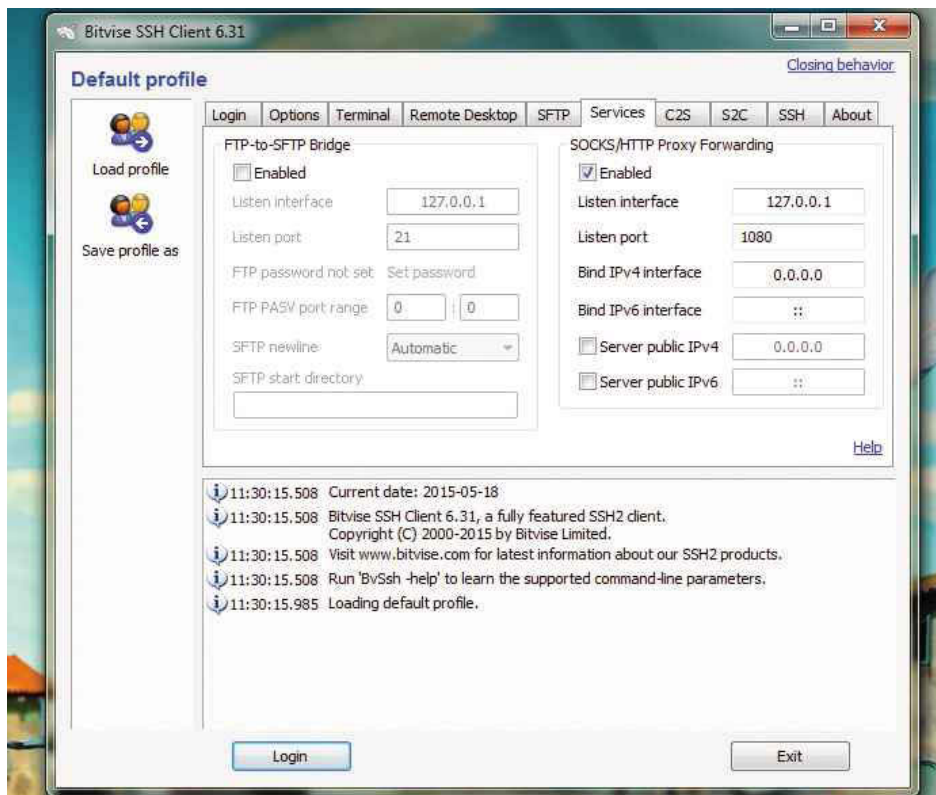 Bitvise SSH Client 6.31
Closing behavior
Default profile
Load profile
Save profile as
Login Options Terminal Remote Desktop SFTP Services C2S S2C SSH About
FTP-to-SFTP Bridge
Enabled
Listen interface 127.0.0.1
Listen port 21
FTP password not set Set password
FTP PASV port range 0 : 0
SFTP newline Automatic
SFTP start directory
SOCKS/HTTP Proxy Forwarding
Enabled
Listen interface 127.0.0.1
Listen port 1080
Bind IPv4 interface 0.0.0.0
Bind IPv6 interface ::
Server public IPv4 0.0.0.0
Server public IPv6 ::
Help
11:30:15.508 Current date: 2015-05-18
11:30:15.508 Bitvise SSH Client 6.31, a fully featured SSH2 client.
Copyright (C) 2000-2015 by Bitvise Limited.
11:30:15.508 Visit www.bitvise.com for latest information about our SSH2 products.
11:30:15.508 Run 'BvSsh -help' to learn the supported command-line parameters.
11:30:15.985 Loading default profile.
Login
Exit